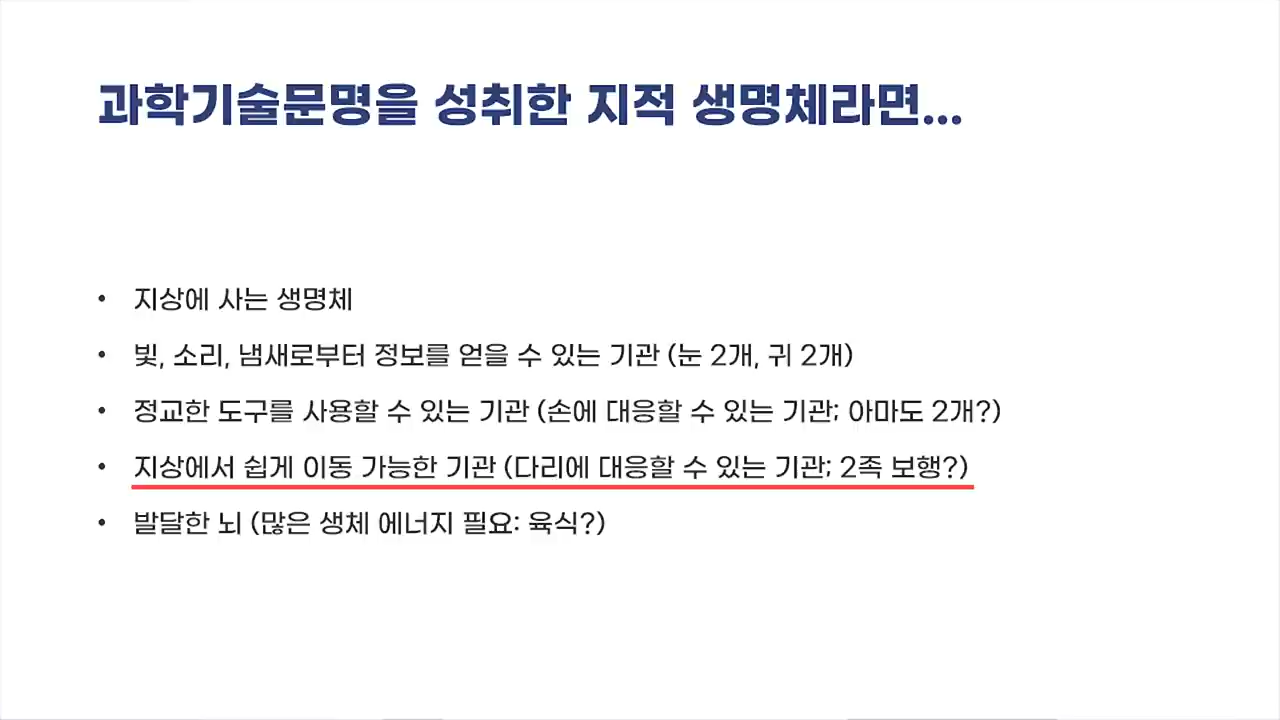 과학기술문명을 성취한 지적 생명체라면...
• 지상에 사는 생명체
• 빛, 소리, 냄새로부터 정보를 얻을 수 있는 기관 (눈 2개, 귀 2개)
• 정교한 도구를 사용할 수 있는 기관 (손에 대응할 수 있는 기관; 아마도 2개?)
• 지상에서 쉽게 이동 가능한 기관 (다리에 대응할 수 있는 기관; 2족 보행?)
• 발달한 뇌 (많은 생체 에너지 필요: 육식?)